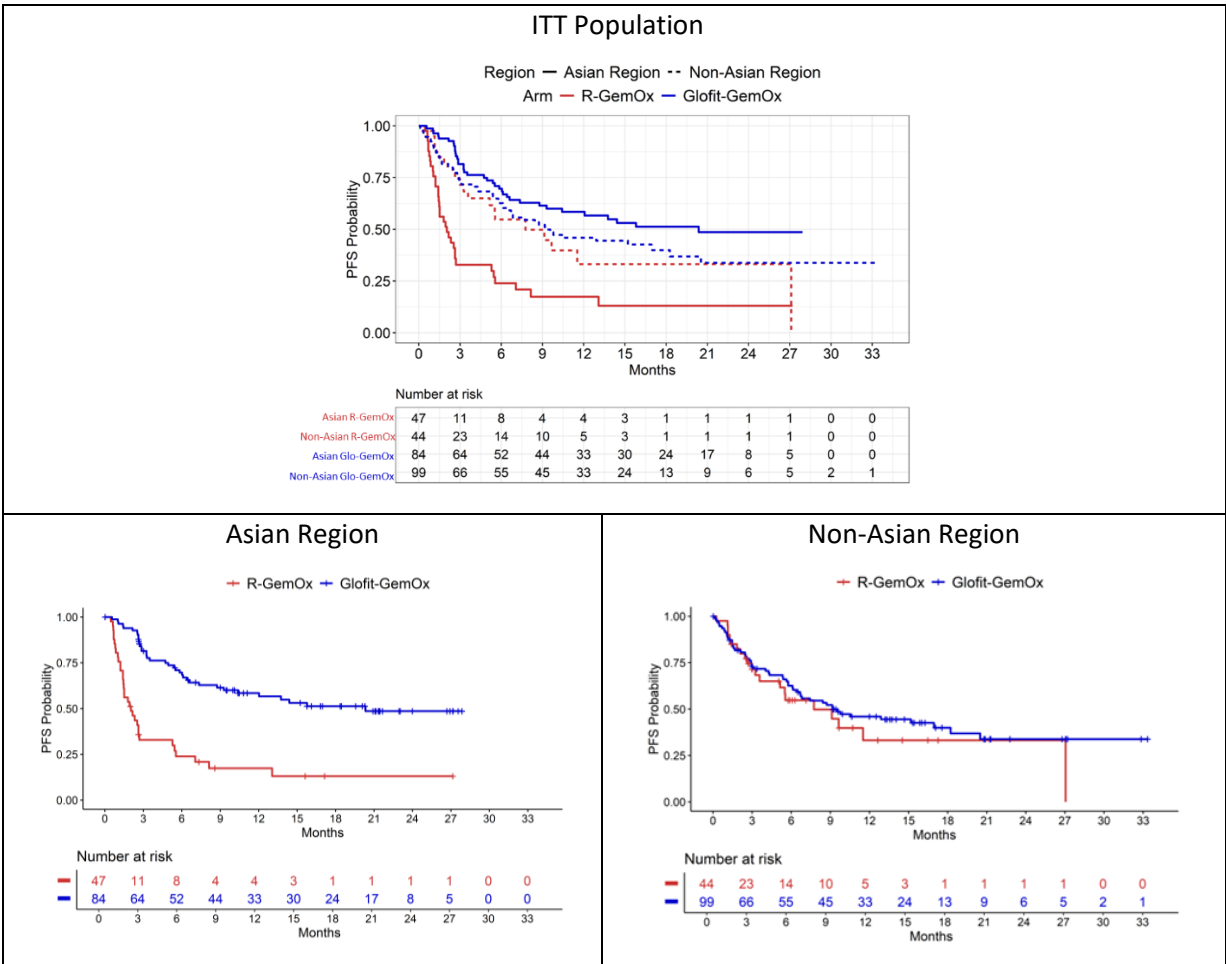 ITT Population
Region Asian Region Non-Asian Region
Arm R-GemOx Glofit-GemOx
PFS Probability
1.00
0.75
0.50
0.25
0.00
0 3 6 9 12 15 18 21 24 27 30 33
Months
Number at risk
Asian R-GemOx 47 11 8 4 4 3 1 1 1 1 0 0
Non-Asian R-GemOx 44 23 14 10 5 3 1 1 1 1 0 0
Asian Glo-GemOx 84 64 52 44 33 30 24 17 8 5 0 0
Non-Asian Glo-GemOx 99 66 55 45 33 24 13 9 6 5 2 1
Asian Region
R-GemOx Glofit-GemOx
PFS Probability
1.00
0.75
0.50
0.25
0.00
0 3 6 9 12 15 18 21 24 27 30 33
Months
Number at risk
47 11 8 4 4 3 1 1 1 1 0 0
84 64 52 44 33 30 24 17 8 5 0 0
0 3 6 9 12 15 18 21 24 27 30 33
Months
Non-Asian Region
R-GemOx Glofit-GemOx
PFS Probability
1.00
0.75
0.50
0.25
0.00
0 3 6 9 12 15 18 21 24 27 30 33
Months
Number at risk
44 23 14 10 5 3 1 1 1 1 0 0
99 66 55 45 33 24 13 9 6 5 2 1
0 3 6 9 12 15 18 21 24 27 30 33
Months